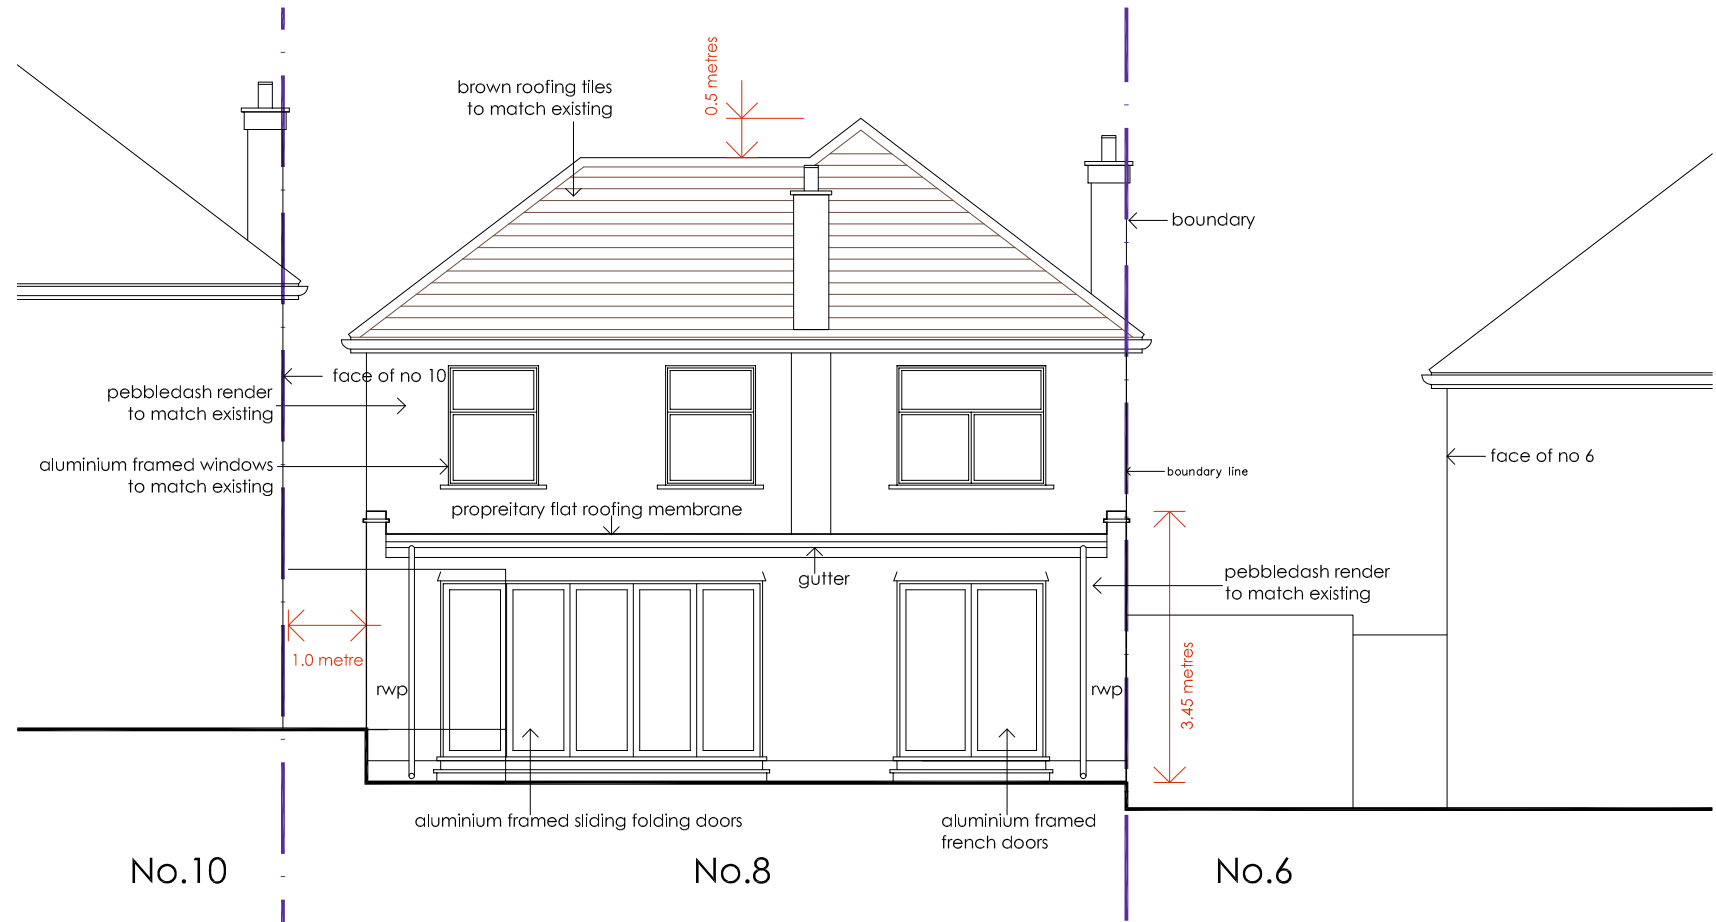 0.5 metres
brown roofing tiles
to match existing
boundary
face of no 10
pebbledash render
to match existing
aluminium framed windows
to match existing
face of no 6
boundary line
propreitary flat roofing membrane
gutter
pebbledash render
to match existing
1.0 metre
rwp
rwp
3.45 metres
aluminium framed sliding folding doors
aluminium framed
french doors
No.10
No.8
No.6